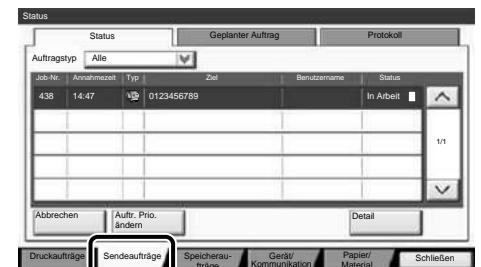 Status
Status Geplanter Auftrag Protokoll
Auftragstyp Alle
Job-Nr. Annahmezeit Typ Ziel Benutzername Status
438 14:47 0123456789 In Arbeit
1/1
Abbrechen Auftr. Prio. Detail
ändern
Druckaufträge Sendeaufträge Speicherau- Gerät/ Papier/ Schließen
fträge Kommunikation Material